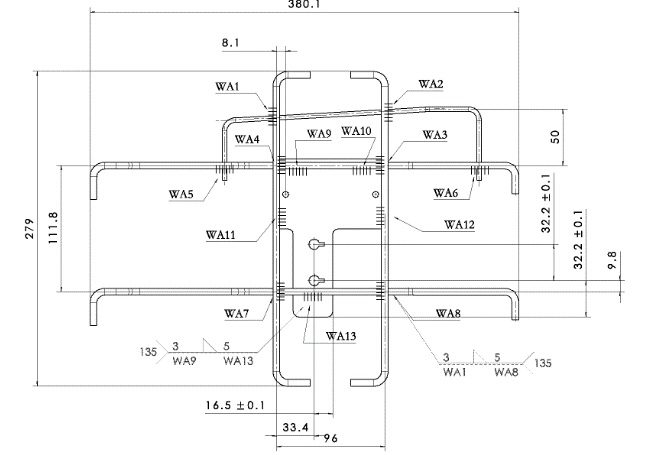 380.1
8.1
WA1
WA2
WA4
WA9
WA10
WA3
50
WA5
WA6
279
111.8
WA11
WA12
32.2 ±0.1
32.2 ±0.1
9.8
WA7
WA8
WA13
135
3
5
WA9
WA13
3
5
135
WA1
WA8
16.5 ±0.1
33.4
96